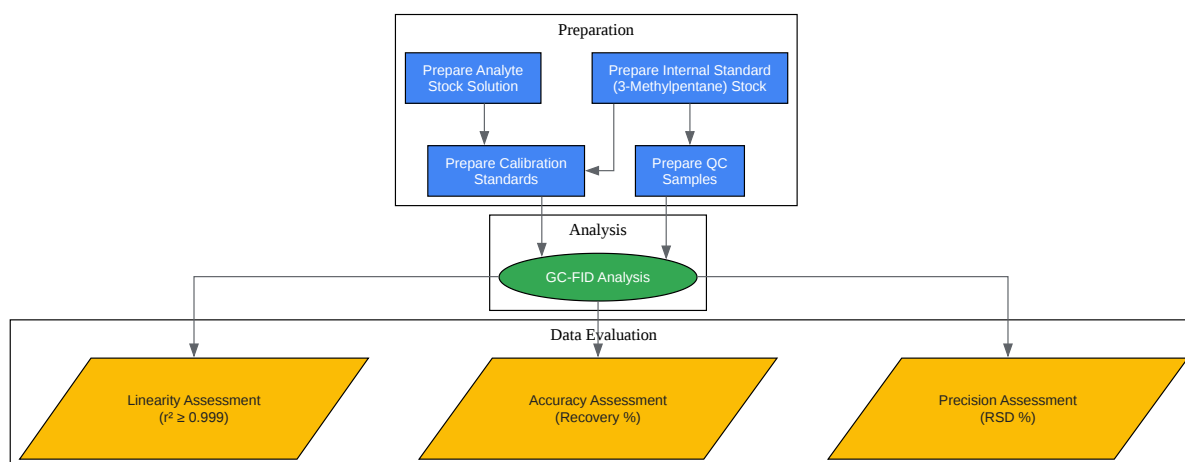 Preparation
Prepare Analyte
Stock Solution
Prepare Internal Standard
(3-Methylpentane) Stock
Prepare Calibration
Standards
Prepare QC
Samples
Analysis
GC-FID Analysis
Data Evaluation
Linearity Assessment
(r² ≥ 0.999)
Accuracy Assessment
(Recovery %)
Precision Assessment
(RSD %)